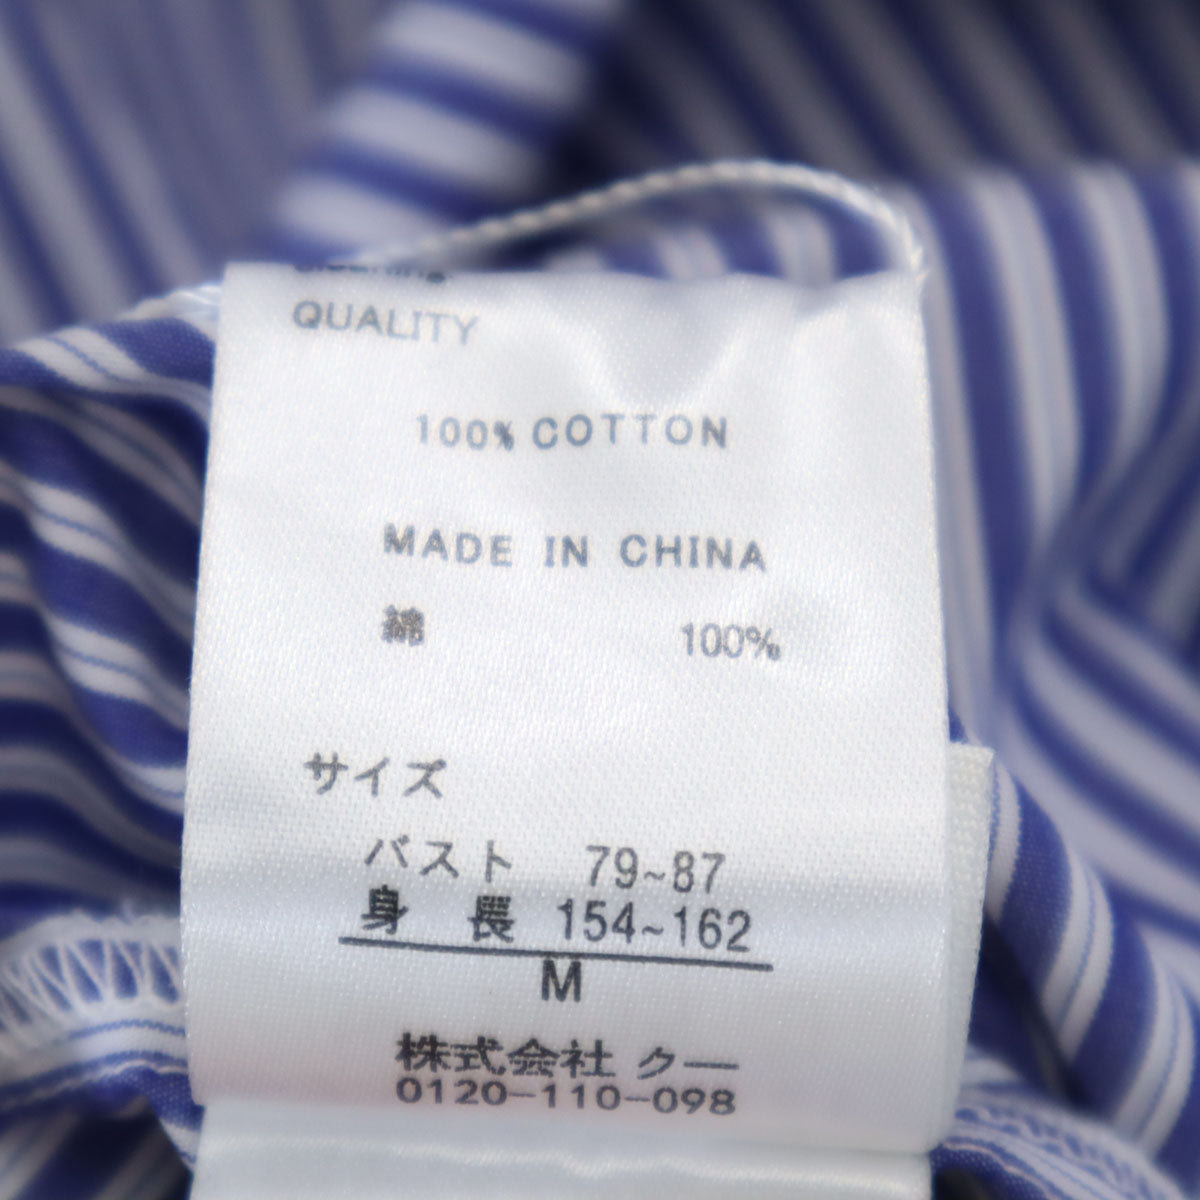 QUALITY
100% COTTON
MADE IN CHINA
綿 100%
サイズ
バスト 79~87
身 長 154~162
M
株式会社 クー
0120-110-098